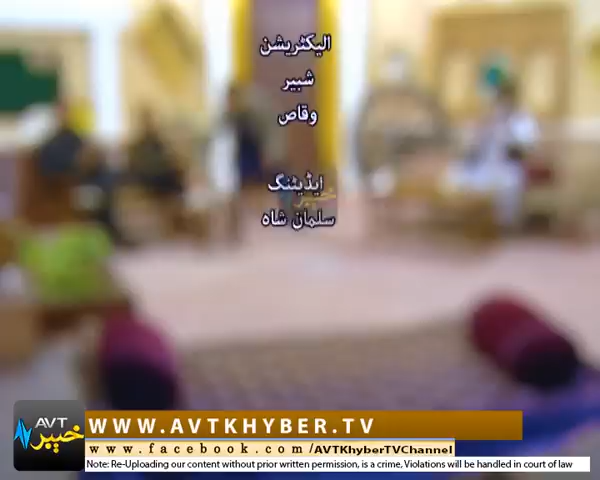 الیکٹریشن
شبیر
وقاص
ایڈیٹنگ
خیبر
سلمان شاہ
AVT
خیبر
WWW.AVTKHYBER.TV
www.facebook.com/AVTKhyberTVChannel
Note: Re-Uploading our content without prior written permission, is a crime, Violations will be handled in court of law